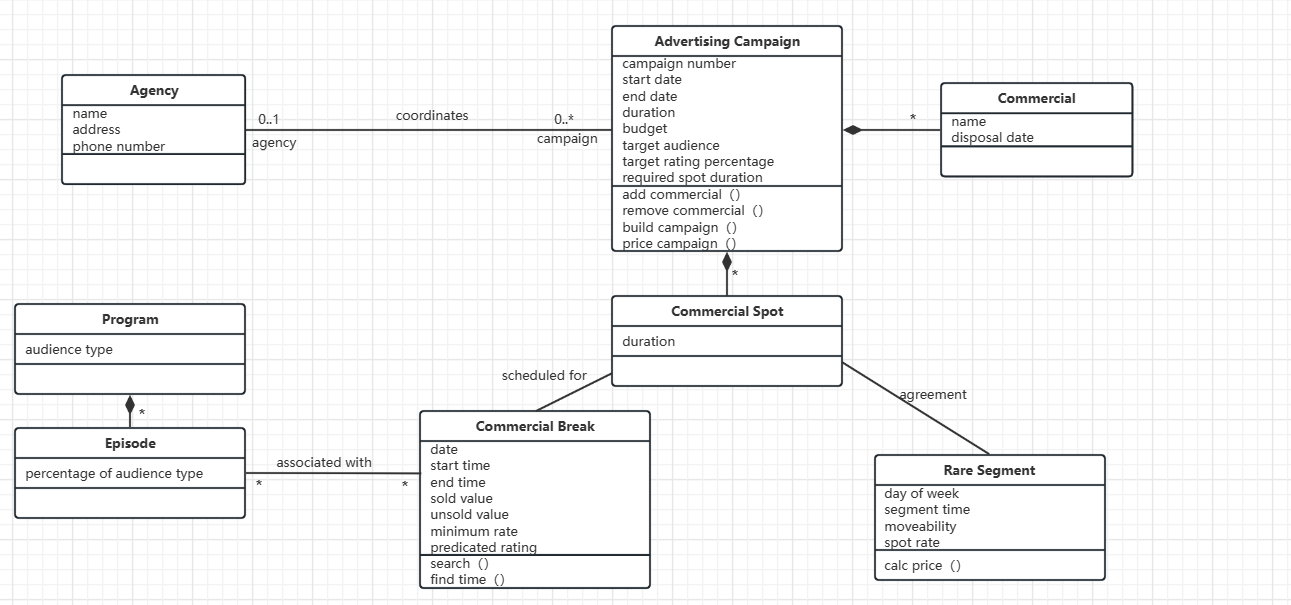 Advertising Campaign
campaign number
start date
end date
duration
budget
target audience
target rating percentage
required spot duration
add commercial ()
remove commercial ()
build campaign ()
price campaign ()
Agency
name
address
phone number
0..1
agency
coordinates
0..*
campaign
*
Commercial
name
disposal date
*
Commercial Spot
duration
Program
audience type
*
Episode
percentage of audience type
associated with
*
*
scheduled for
Commercial Break
date
start time
end time
sold value
unsold value
minimum rate
predicated rating
search ()
find time ()
agreement
Rare Segment
day of week
segment time
moveability
spot rate
calc price ()